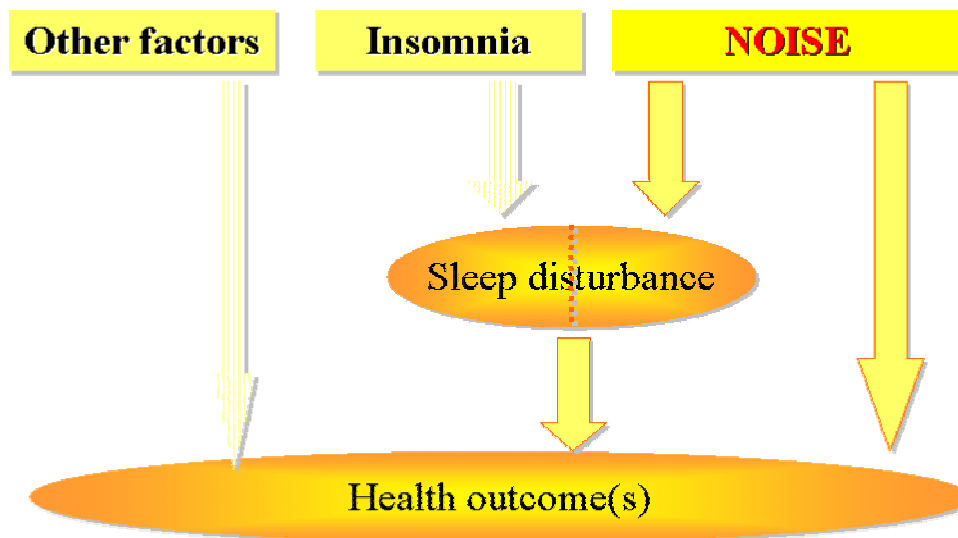 Other factors
Insomnia
NOISE
Sleep disturbance
Health outcome(s)